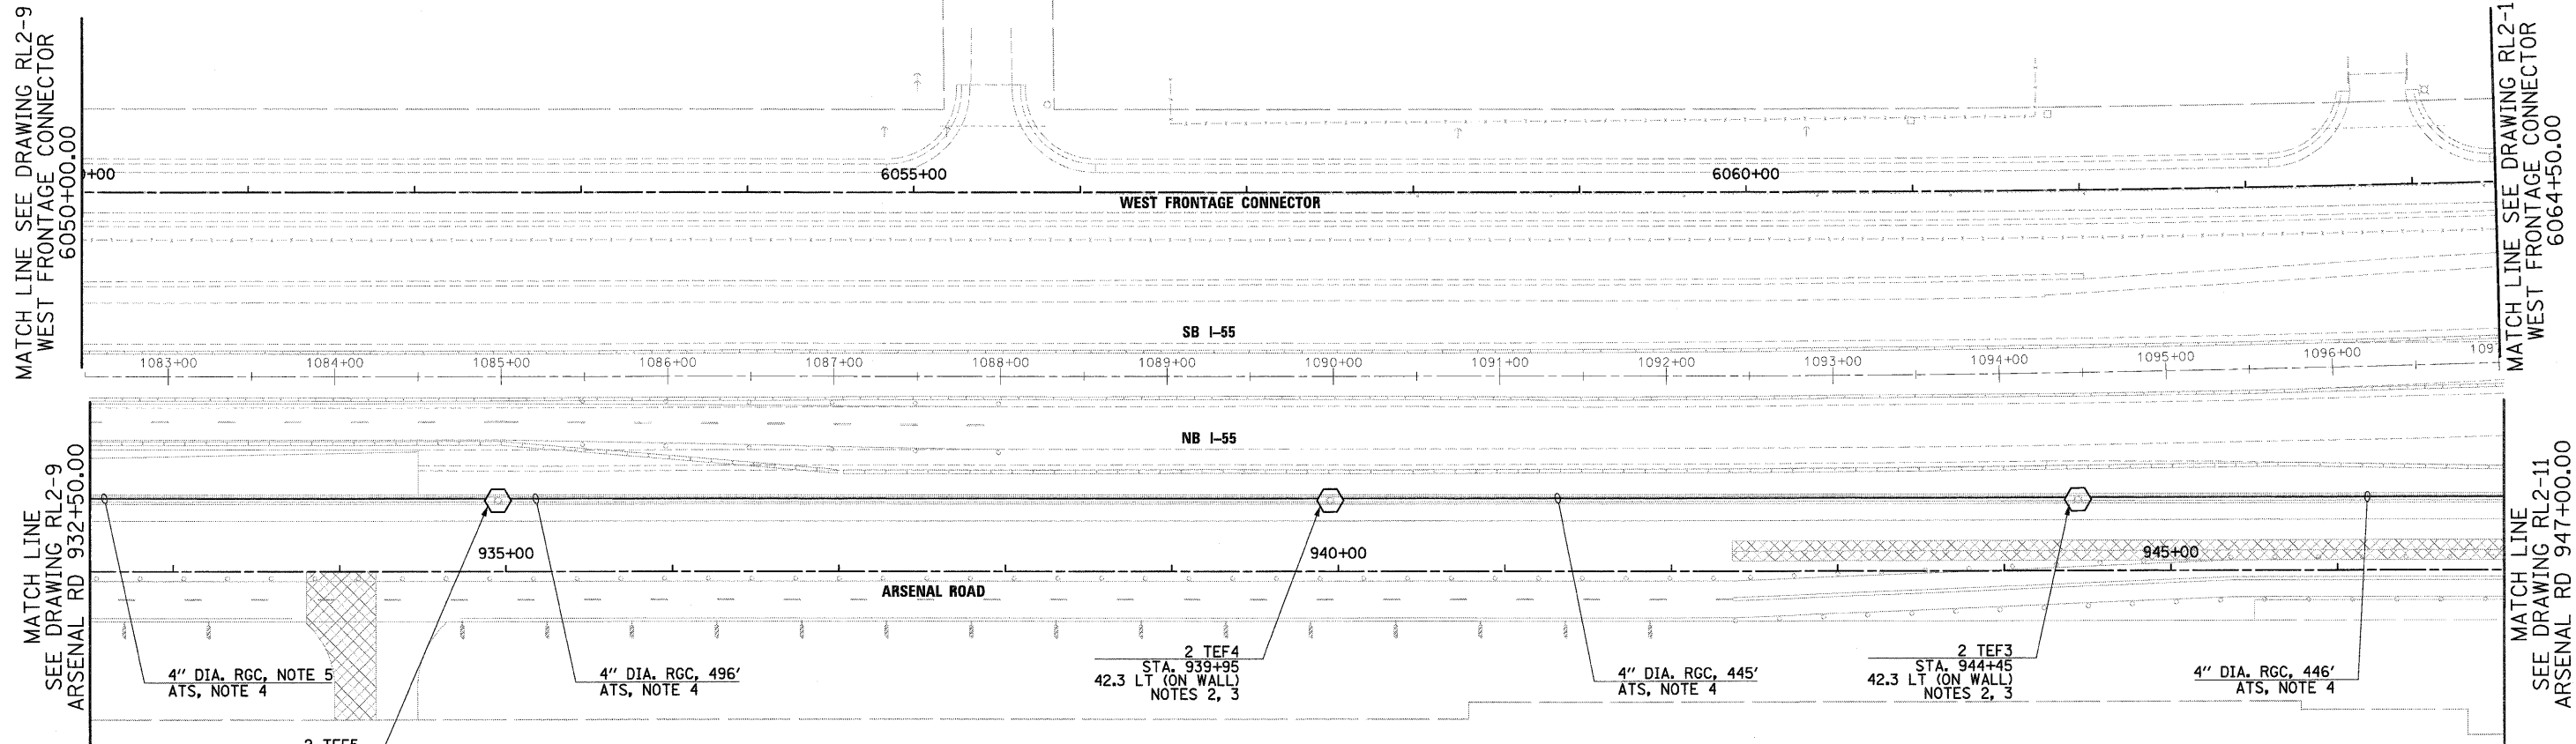 MATCH LINE SEE DRAWING RL2-9
WEST FRONTAGE CONNECTOR
6050+00.00
0+00
6055+00
6060+00
WEST FRONTAGE CONNECTOR
MATCH LINE SEE DRAWING RL2-1
WEST FRONTAGE CONNECTOR
6064+50.00
SB I-55
1083+00
1084+00
1085+00
1086+00
1087+00
1088+00
1089+00
1090+00
1091+00
1092+00
1093+00
1094+00
1095+00
1096+00
109
NB I-55
MATCH LINE
SEE DRAWING RL2-9
ARSENAL RD 932+50.00
935+00
940+00
945+00
ARSENAL ROAD
4" DIA. RGC, NOTE 5
ATS, NOTE 4
4" DIA. RGC, 496'
ATS, NOTE 4
2 TEF4
STA. 939+95
42.3 LT (ON WALL)
NOTES 2, 3
4" DIA. RGC, 445'
ATS, NOTE 4
2 TEF3
STA. 944+45
42.3 LT (ON WALL)
NOTES 2, 3
4" DIA. RGC, 446'
ATS, NOTE 4
2 TEF5
MATCH LINE
SEE DRAWING RL2-11
ARSENAL RD 947+00.00